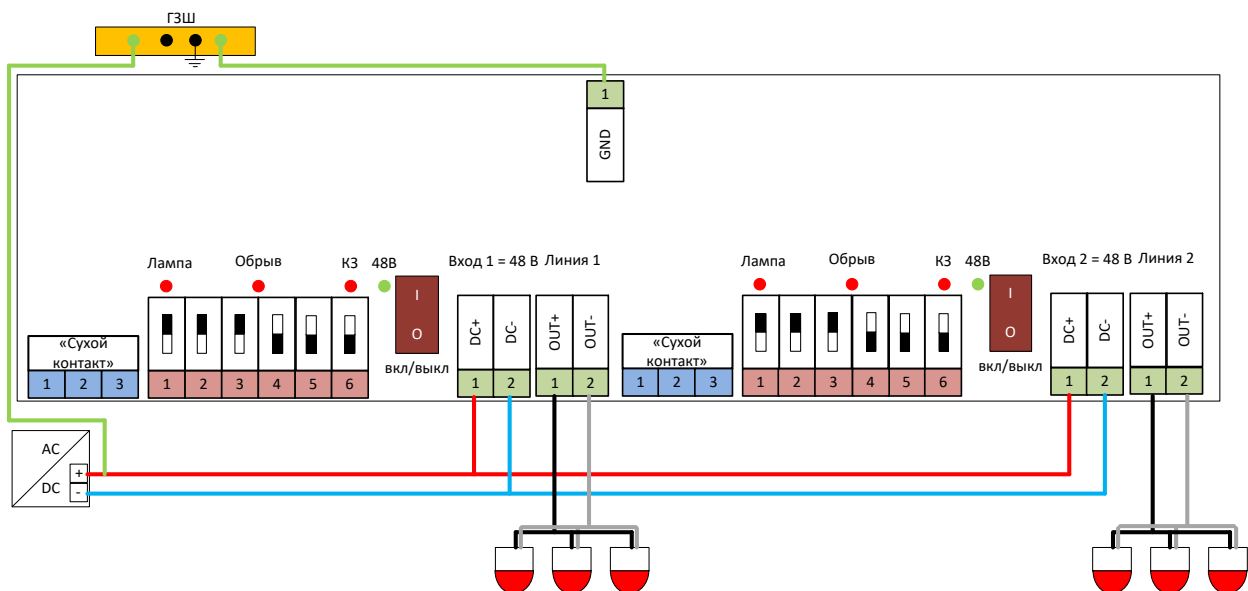 ГЗШ
1
GND
Лампа
Обрыв
КЗ
48В
Вход 1 = 48 В
Линия 1
I
O
вкл/выкл
DC+
DC-
OUT+
OUT-
«Сухой
контакт»
1 2 3
1 2 3 4 5 6
1 2
1 2
Лампа
Обрыв
КЗ
48В
Вход 2 = 48 В
Линия 2
I
O
вкл/выкл
DC+
DC-
OUT+
OUT-
«Сухой
контакт»
1 2 3
1 2 3 4 5 6
1 2
1 2
AC
DC
+
-